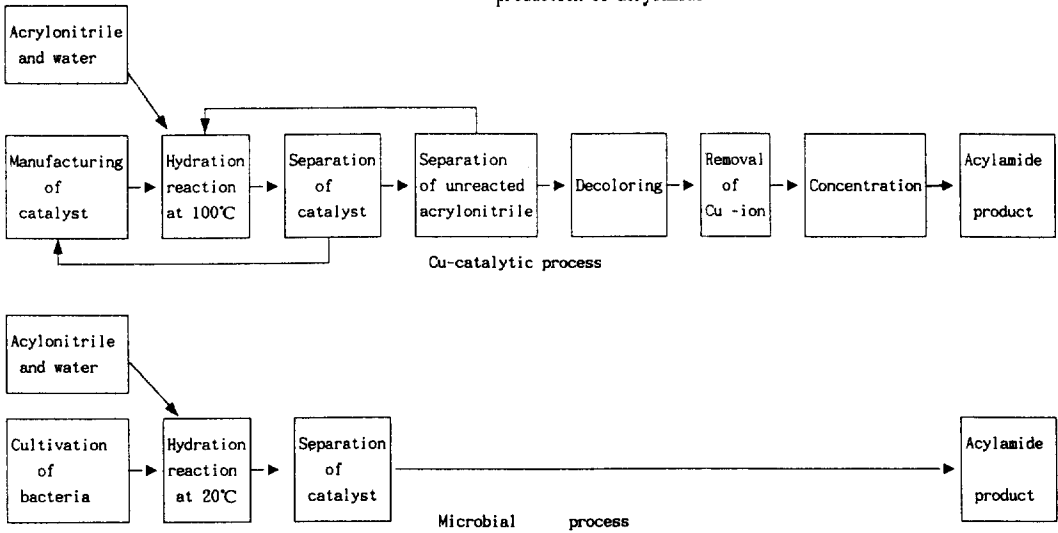 Acrylonitrile
and water
Manufacturing
of
catalyst
Hydration
reaction
at 100℃
Separation
of
catalyst
Separation
of unreacted
acrylonitrile
Decoloring
Removal
of
Cu -ion
Concentration
Acylamide
product
Cu-catalytic process
Acylonitrile
and water
Cultivation
of
bacteria
Hydration
reaction
at 20℃
Separation
of
catalyst
Acylamide
product
Microbial process